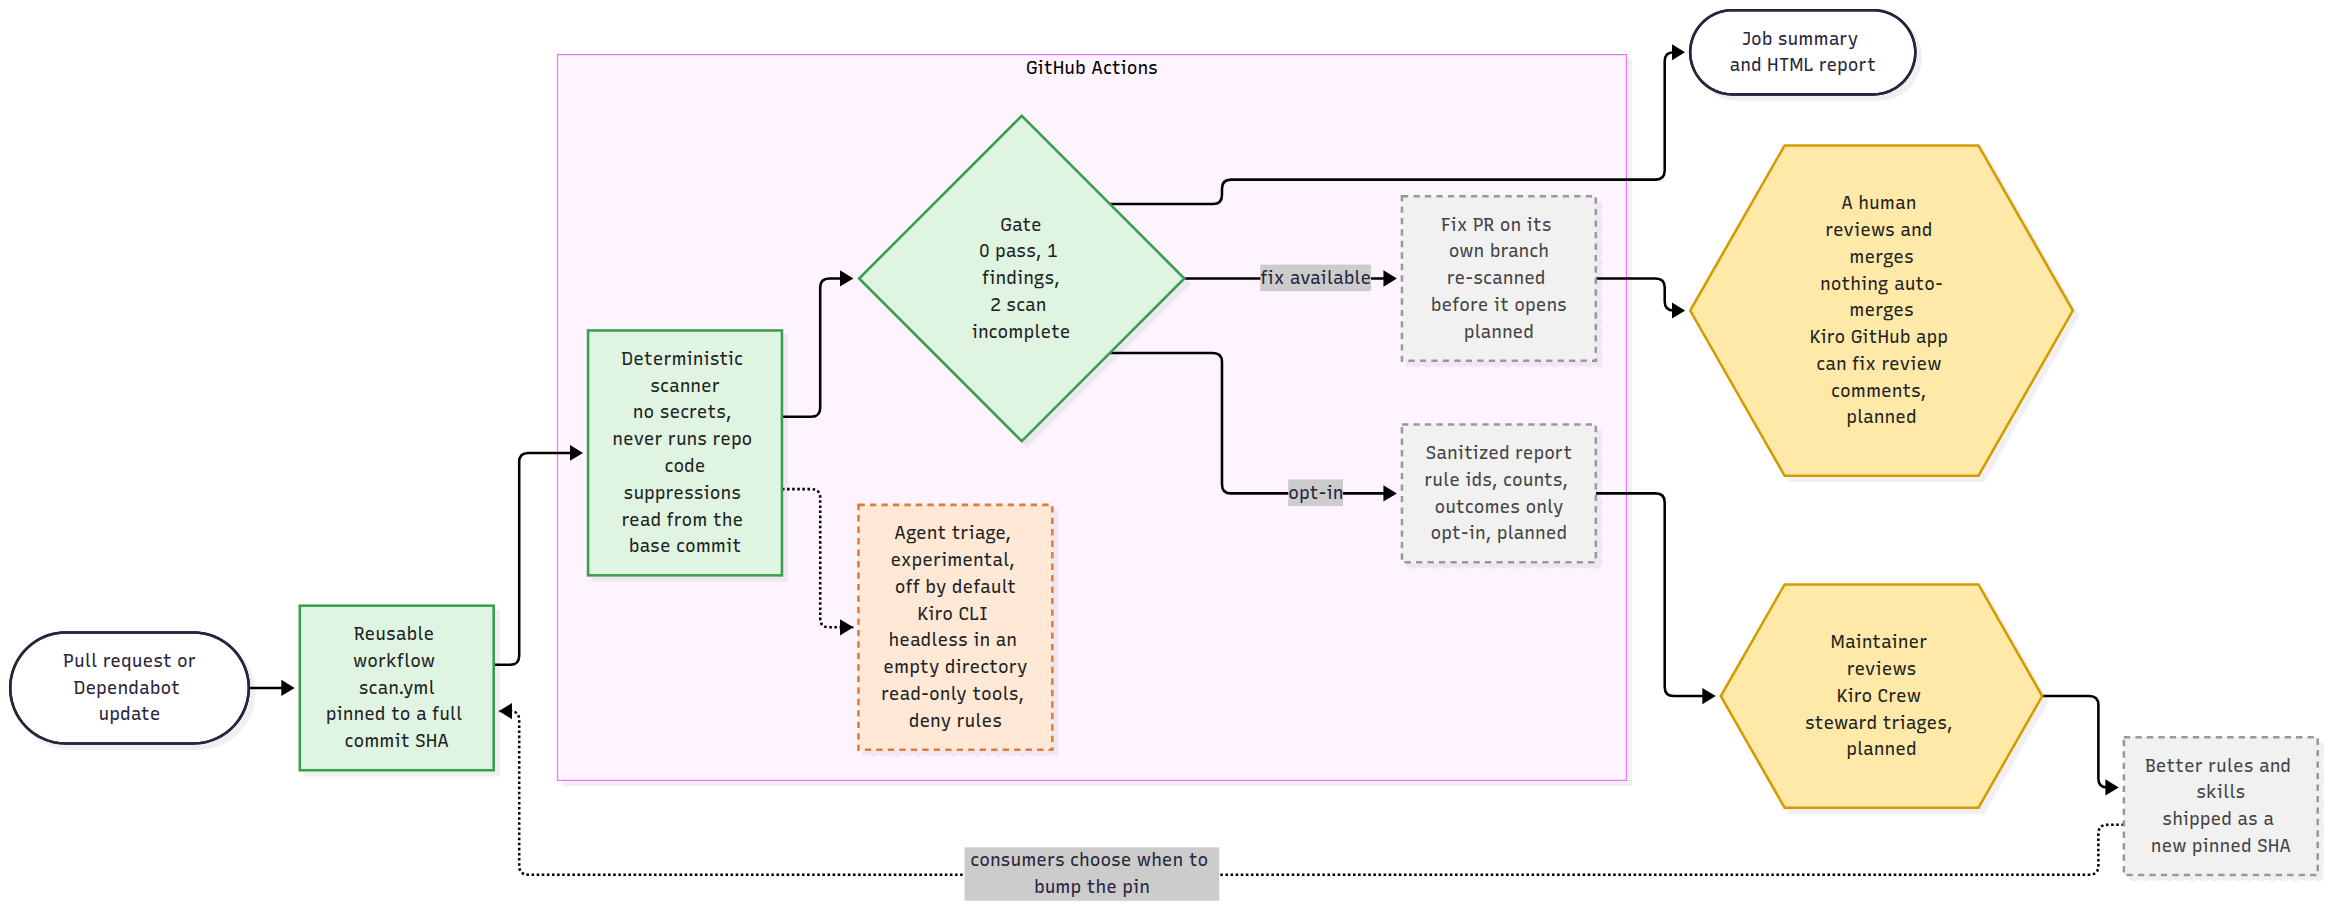 Pull request or
Dependabot
update
Reusable
workflow
scan.yml
pinned to a full
commit SHA
GitHub Actions
Deterministic
scanner
no secrets,
never runs repo
code
suppressions
read from the
base commit
Gate
0 pass, 1
findings,
2 scan
incomplete
Agent triage,
experimental,
off by default
Kiro CLI
headless in an
empty directory
read-only tools,
deny rules
fix available
opt-in
Fix PR on its
own branch
re-scanned
before it opens
planned
Sanitized report
rule ids, counts,
outcomes only
opt-in, planned
Job summary
and HTML report
A human
reviews and
merges
nothing auto-
merges
Kiro GitHub app
can fix review
comments,
planned
Maintainer
reviews
Kiro Crew
steward triages,
planned
Better rules and
skills
shipped as a
new pinned SHA
consumers choose when to
bump the pin